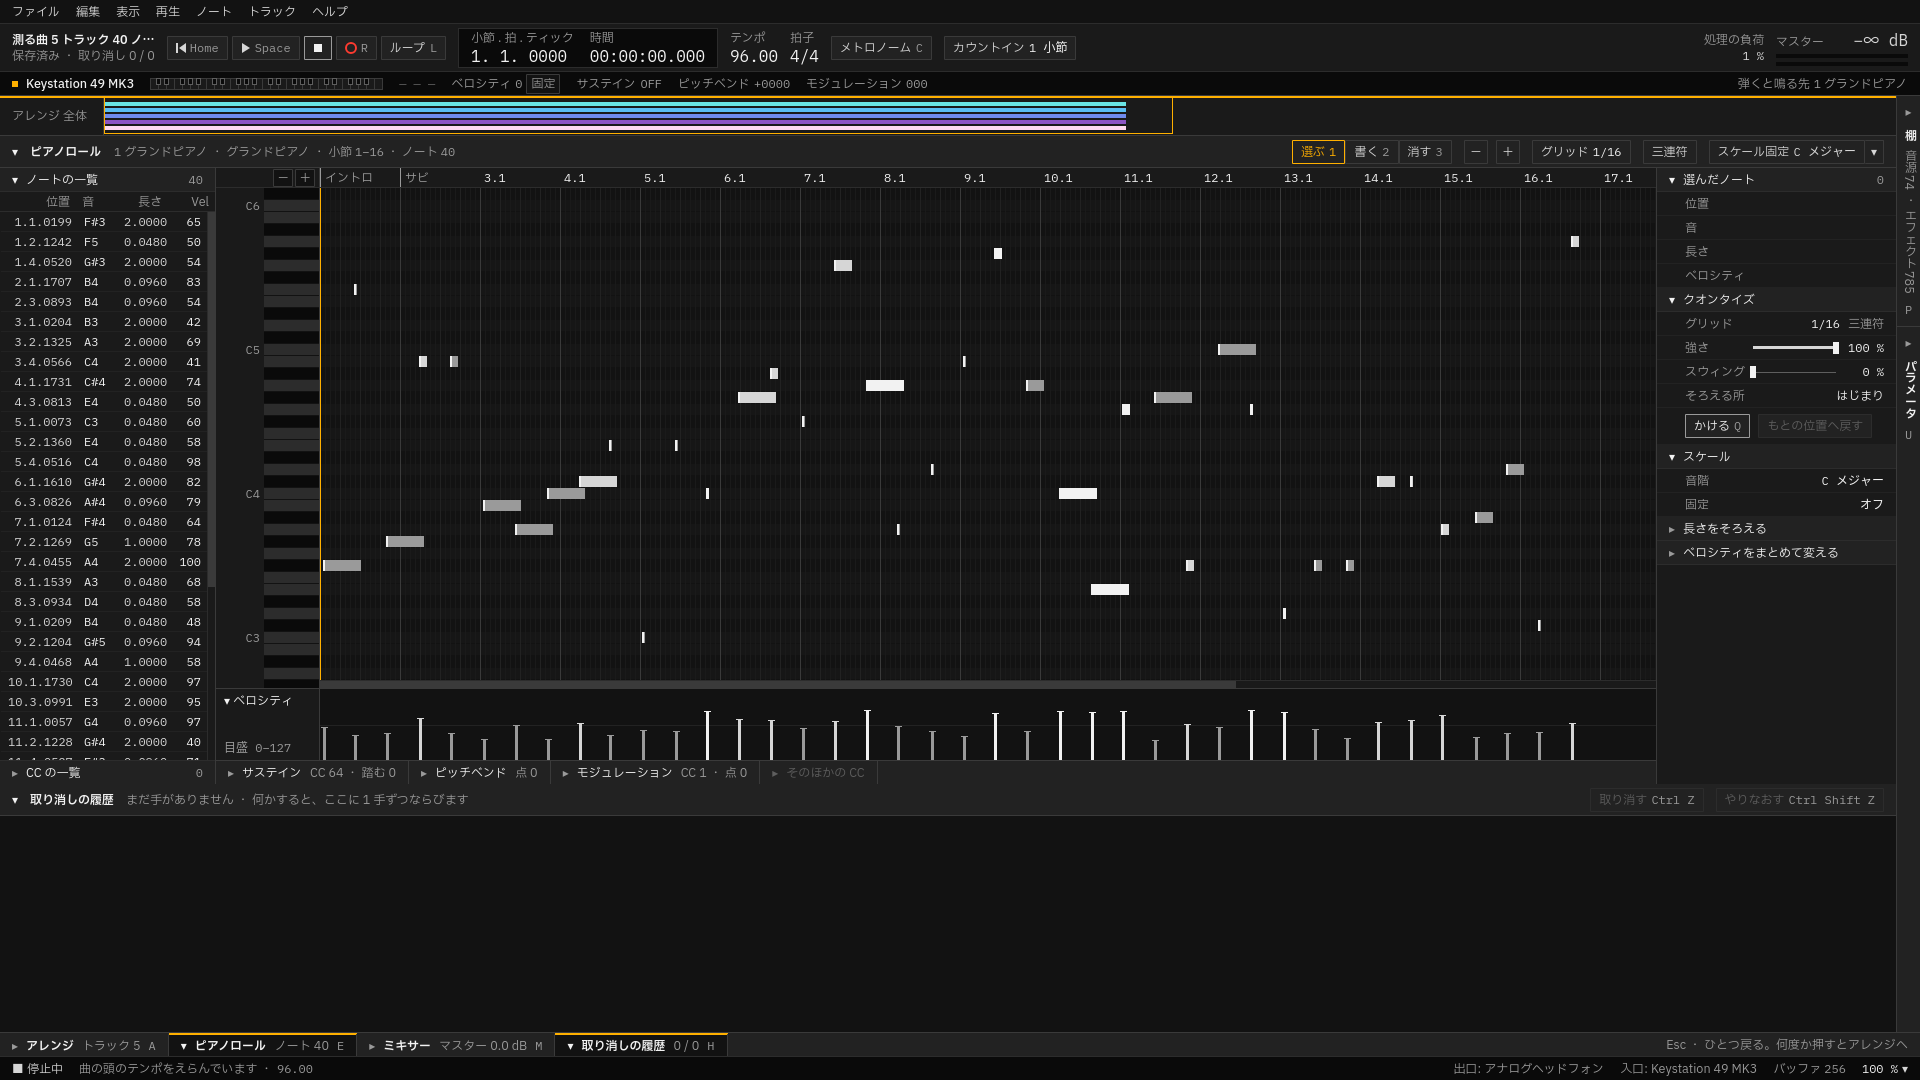 ファイル 編集 表示 再生 ノート トラック ヘルプ
測る曲 5 トラック 40 ノ…
保存済み ・ 取り消し 0 / 0
Home Space R ループ L
小節 . 拍 . ティック 時間
1. 1. 0000 00:00:00.000
テンポ 拍子
96.00 4/4
メトロノーム C カウントイン 1 小節
処理の負荷 マスター -∞ dB
1 %
Keystation 49 MK3 — — — ベロシティ 0 固定 サステイン OFF ピッチベンド +0000 モジュレーション 000 弾くと鳴る先 1 グランドピアノ
アレンジ 全体
▾ ピアノロール 1 グランドピアノ ・ グランドピアノ ・ 小節 1–16 ・ ノート 40 選ぶ 1 書く 2 消す 3 − + グリッド 1/16 三連符 スケール固定 C メジャー ▾
▾ ノートの一覧 40
位置 音 長さ Vel
1.1.0199 F#3 2.0000 65
1.2.1242 F5 0.0480 50
1.4.0520 G#3 2.0000 54
2.1.1707 B4 0.0960 83
2.3.0893 B4 0.0960 54
3.1.0204 B3 2.0000 42
3.2.1325 A3 2.0000 69
3.4.0566 C4 2.0000 41
4.1.1731 C#4 2.0000 74
4.3.0813 E4 0.0480 50
5.1.0073 C3 0.0480 60
5.2.1360 E4 0.0480 58
5.4.0516 C4 0.0480 98
6.1.1610 G#4 2.0000 82
6.3.0826 A#4 0.0960 79
7.1.0124 F#4 0.0480 64
7.2.1269 G5 1.0000 78
7.4.0455 A4 2.0000 100
8.1.1539 A3 0.0480 68
8.3.0934 D4 0.0480 58
9.1.0209 B4 0.0480 48
9.2.1204 G#5 0.0960 94
9.4.0468 A4 1.0000 58
10.1.1730 C4 2.0000 97
10.3.0991 E3 2.0000 95
11.1.0057 G4 0.0960 97
11.2.1228 G#4 2.0000 40
▸ CC の一覧 0
− + イントロ サビ 3.1 4.1 5.1 6.1 7.1 8.1 9.1 10.1 11.1 12.1 13.1 14.1 15.1 16.1 17.1
C6
C5
C4
C3
▾ ベロシティ
目盛 0–127
▸ サステイン CC 64 ・ 踏む 0 ▸ ピッチベンド 点 0 ▸ モジュレーション CC 1 ・ 点 0 ▸ そのほかの CC
▾ 選んだノート 0
位置
音
長さ
ベロシティ
▾ クオンタイズ
グリッド 1/16 三連符
強さ 100 %
スウィング 0 %
そろえる所 はじまり
かける Q もとの位置へ戻す
▾ スケール
音階 C メジャー
固定 オフ
▸ 長さをそろえる
▸ ベロシティをまとめて変える
▸ 棚 音源 74 ・ エフェクト 785 P
▸ パラメータ U
▾ 取り消しの履歴 まだ手がありません ・ 何かすると、ここに 1 手ずつならびます 取り消す Ctrl Z やりなおす Ctrl Shift Z
▸ アレンジ トラック 5 A ▾ ピアノロール ノート 40 E ▸ ミキサー マスター 0.0 dB M ▾ 取り消しの履歴 0 / 0 H Esc ・ ひとつ戻る。何度か押すとアレンジへ
■ 停止中 曲の頭のテンポをえらんでいます ・ 96.00 出口: アナログヘッドフォン 入口: Keystation 49 MK3 バッファ 256 100 % ▾